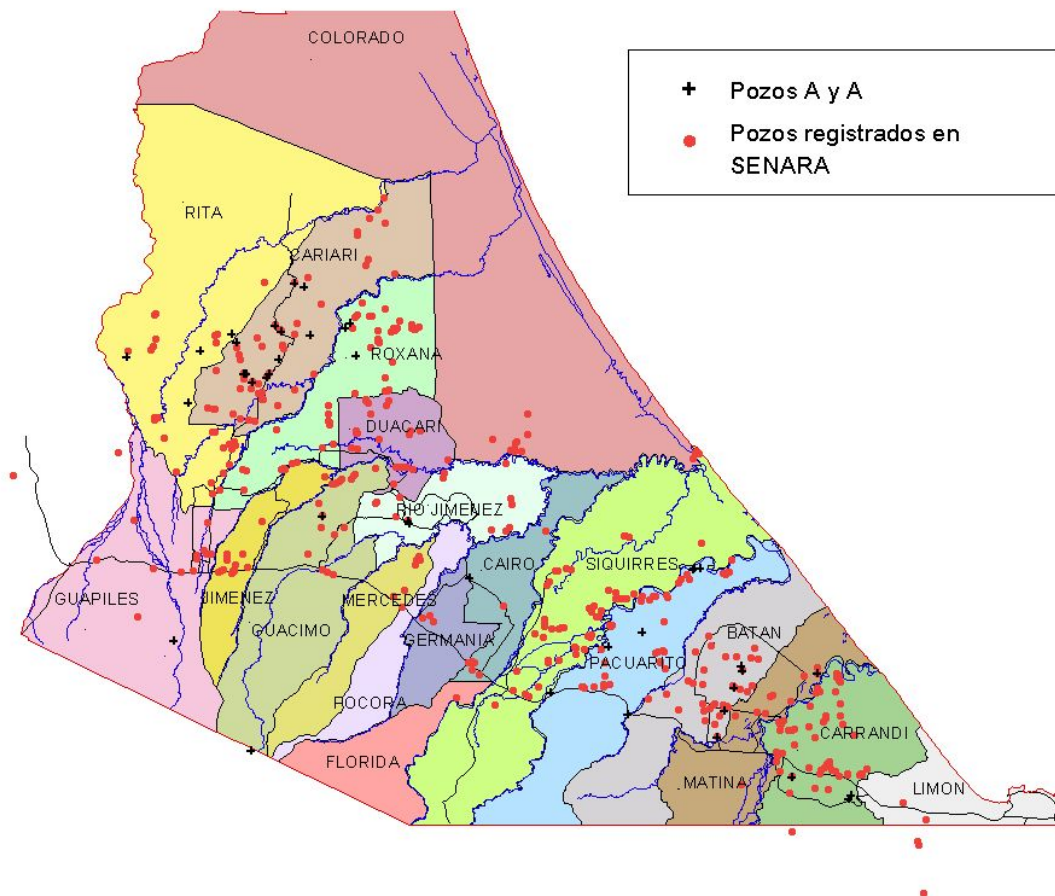 COLORADO
Pozos A y A
Pozos registrados en
SENARA
RITA
CARIARI
ROXANA
DUACARI
RIO JIMENEZ
CAIRO
SIQUIRRES
GUAPILES
JIMENEZ
MERCEDES
GUACIMO
GERMANIA
BATAN
PACUARITO
POCORA
CARRANDI
FLORIDA
MATINA
LIMON